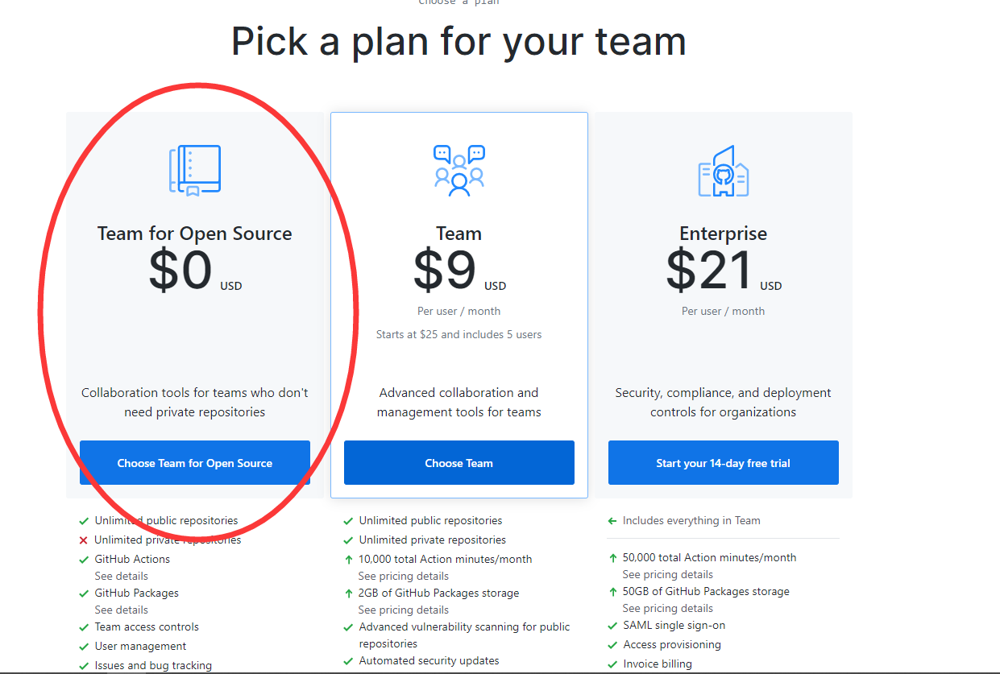 Choose a plan
Pick a plan for your team
Team for Open Source
$0 USD
Collaboration tools for teams who don't
need private repositories
Choose Team for Open Source
Unlimited public repositories
Unlimited private repositories
GitHub Actions
See details
GitHub Packages
See details
Team access controls
User management
Issues and bug tracking
Team
$9 USD
Per user / month
Starts at $25 and includes 5 users
Advanced collaboration and
management tools for teams
Choose Team
Unlimited public repositories
Unlimited private repositories
10,000 total Action minutes/month
See pricing details
2GB of GitHub Packages storage
See pricing details
Advanced vulnerability scanning for public
repositories
Automated security updates
Enterprise
$21 USD
Per user / month
Security, compliance, and deployment
controls for organizations
Start your 14-day free trial
Includes everything in Team
50,000 total Action minutes/month
See pricing details
50GB of GitHub Packages storage
See pricing details
SAML single sign-on
Access provisioning
Invoice billing